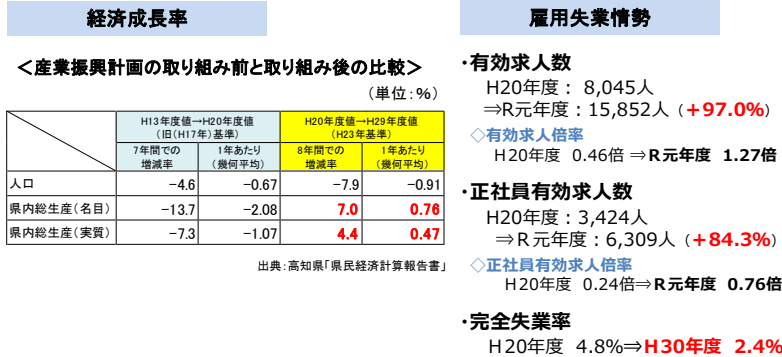 経済成長率
＜産業振興計画の取り組み前と取り組み後の比較＞
（単位：％）
H13年度値→H20年度値 H20年度値→H29年度値
（旧(H17年)基準） （H23年基準）
7年間での 1年あたり 8年間での 1年あたり
増減率 （幾何平均） 増減率 （幾何平均）
人口 −4.6 −0.67 −7.9 −0.91
県内総生産（名目） −13.7 −2.08 7.0 0.76
県内総生産（実質） −7.3 −1.07 4.4 0.47
出典：高知県「県民経済計算報告書」
雇用失業情勢
・有効求人数
H20年度： 8,045人
⇒R元年度：15,852人（＋97.0%）
◇有効求人倍率
H20年度 0.46倍 ⇒R元年度 1.27倍
・正社員有効求人数
H20年度：3,424人
⇒R元年度：6,309人（＋84.3%）
◇正社員有効求人倍率
H20年度 0.24倍⇒R元年度 0.76倍
・完全失業率
H20年度 4.8%⇒H30年度 2.4%